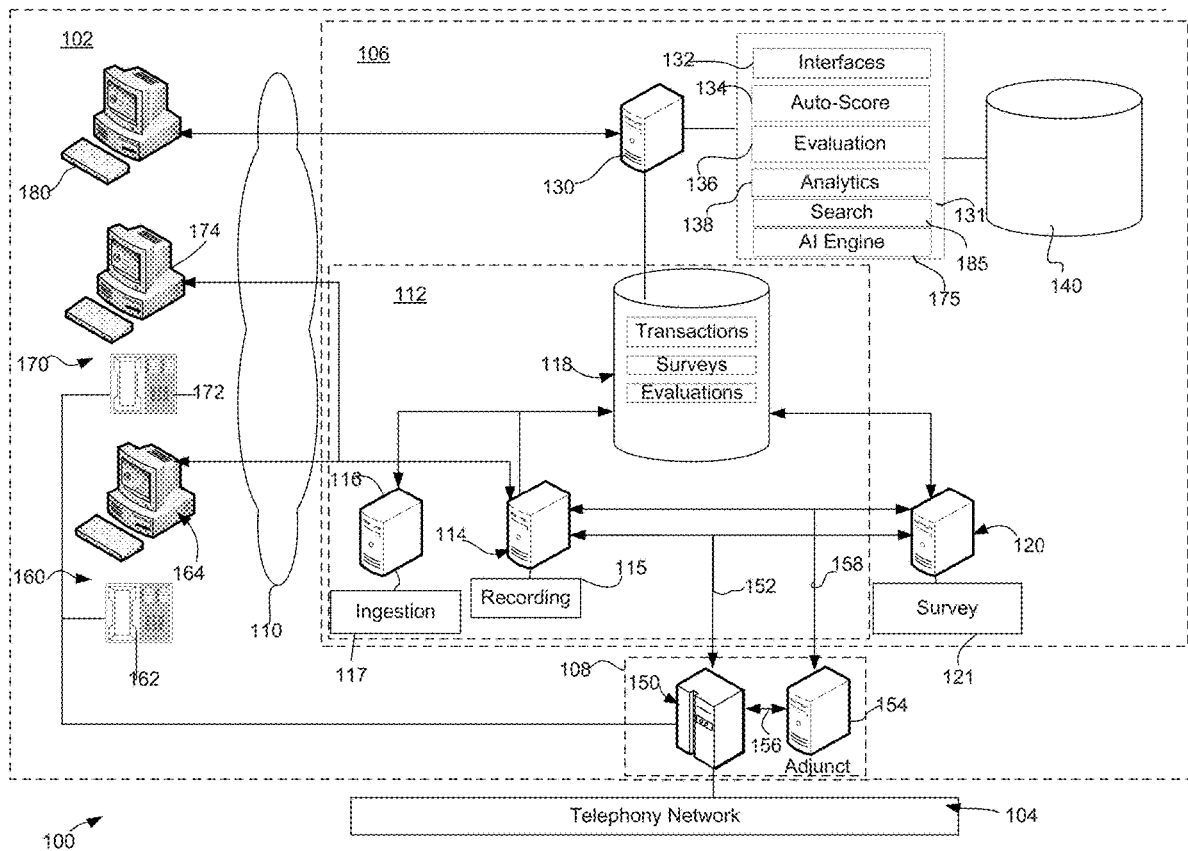 102
106
132
134
Interfaces
Auto-Score
Evaluation
Analytics
Search
AI Engine
180
130
136
138
131
185
175
140
174
112
Transactions
Surveys
Evaluations
118
170
172
116
114
120
164
160
115
Recording
152
158
Ingestion
Survey
110
162
117
108
121
150
154
156
Adjunct
Telephony Network
104
100